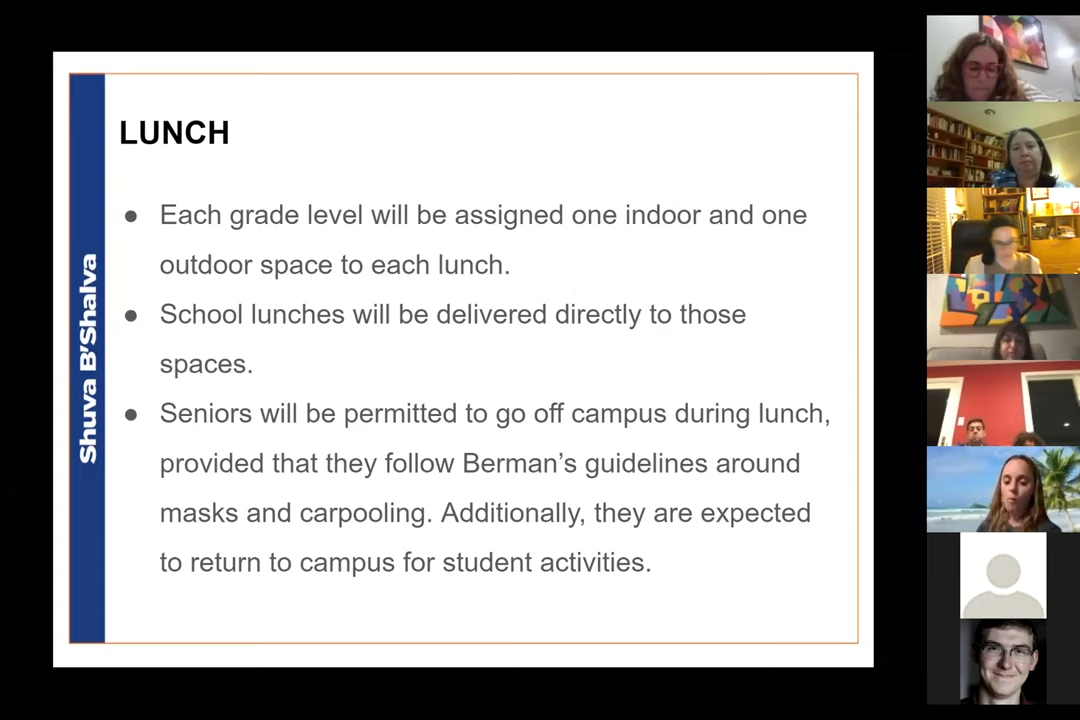 LUNCH
● Each grade level will be assigned one indoor and one
outdoor space to each lunch.
● School lunches will be delivered directly to those
spaces.
● Seniors will be permitted to go off campus during lunch,
provided that they follow Berman’s guidelines around
masks and carpooling. Additionally, they are expected
to return to campus for student activities.
Shuva B'Shalva